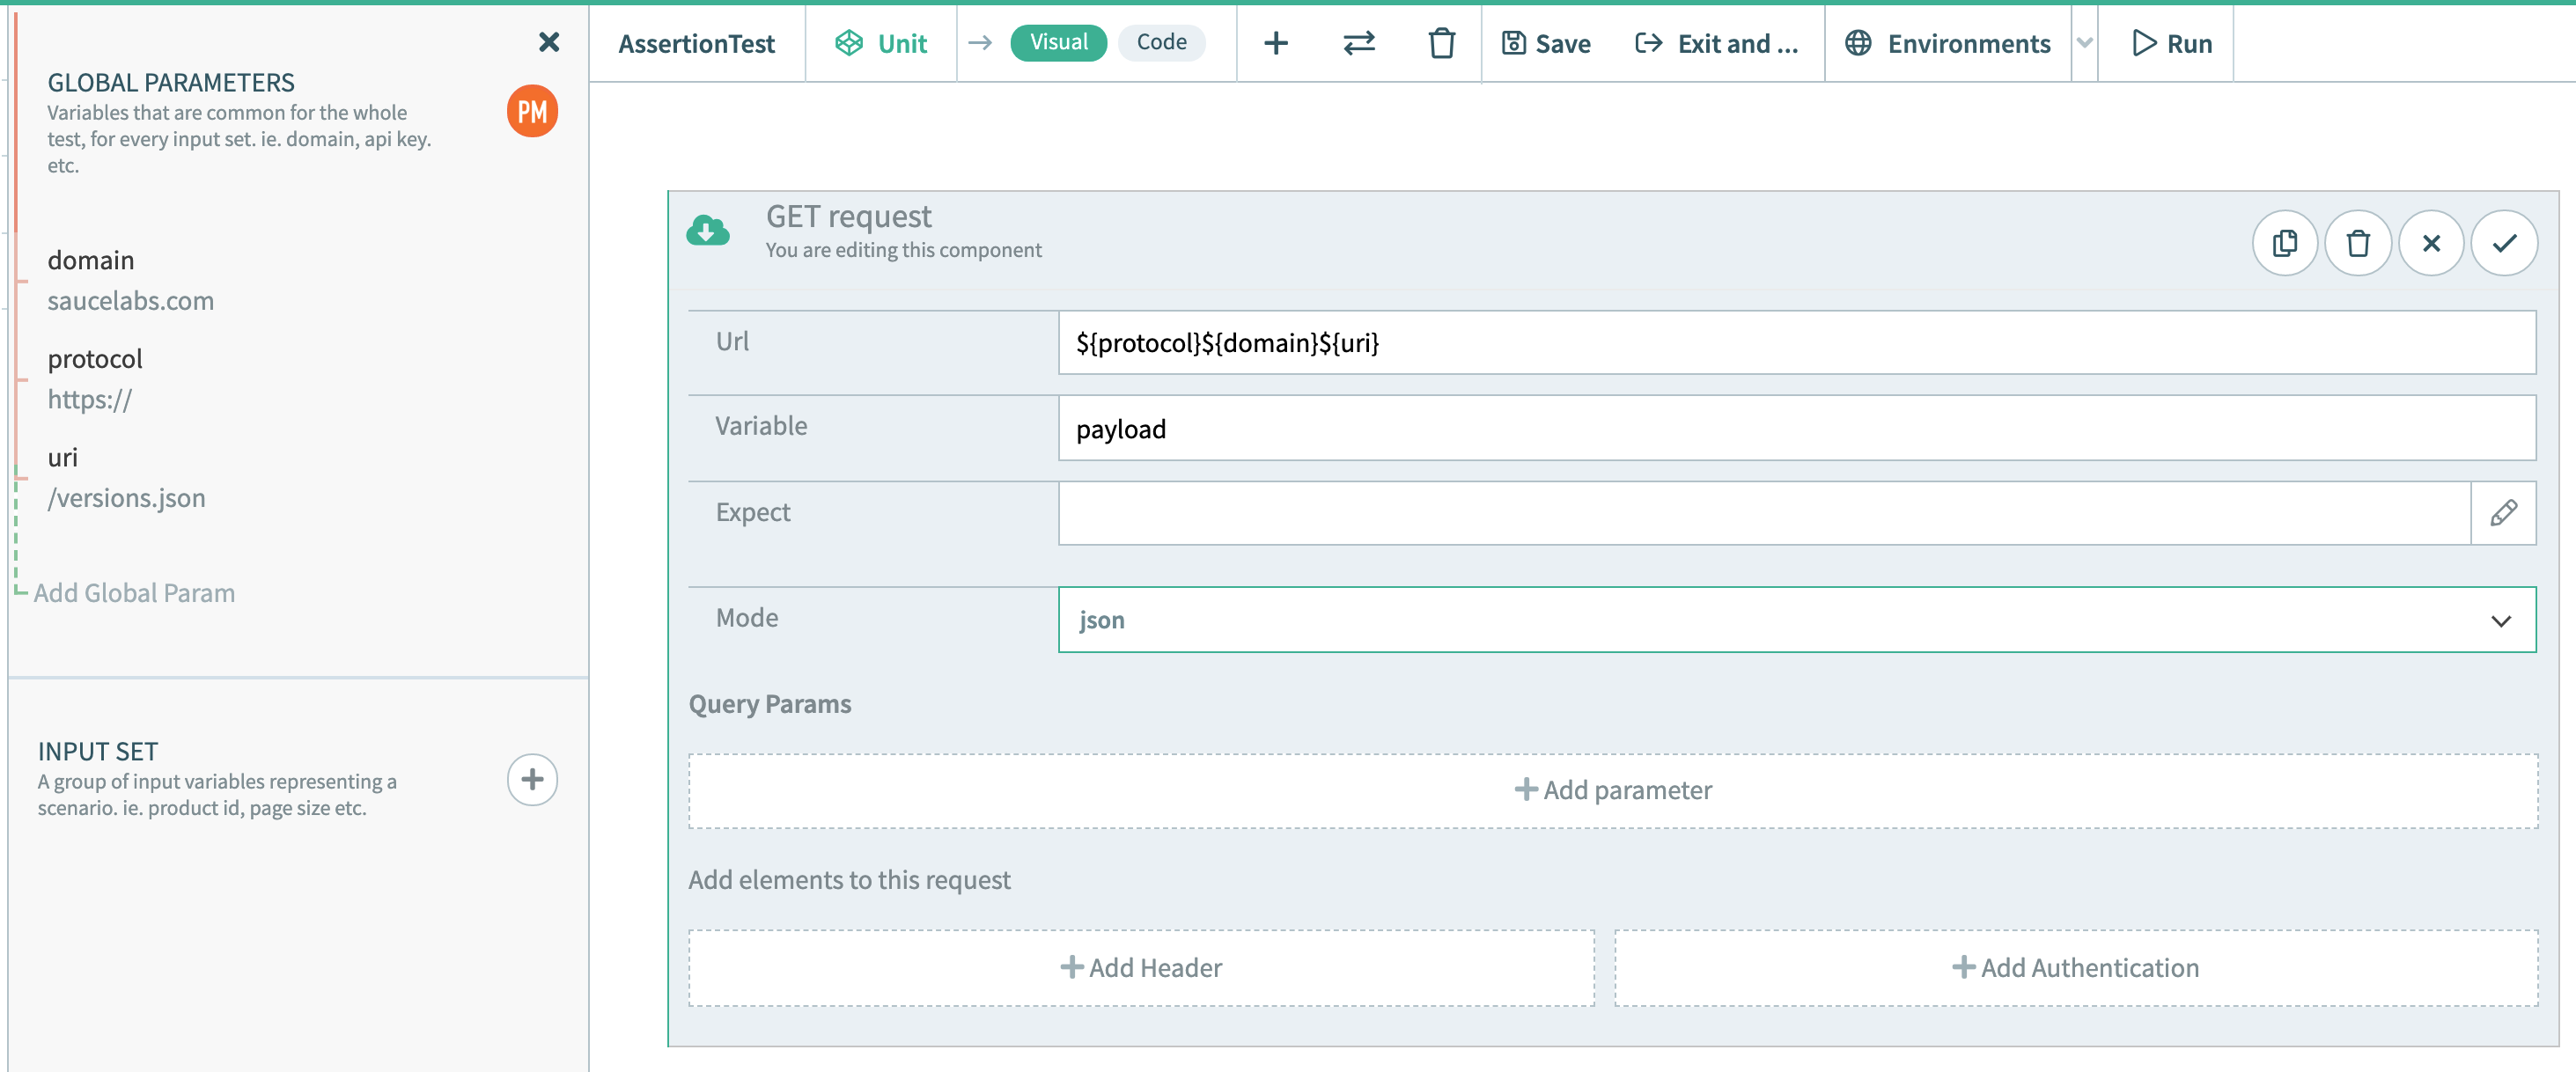 GLOBAL PARAMETERS
Variables that are common for the whole
test, for every input set. ie. domain, api key.
etc.
PM
domain
saucelabs.com
protocol
https://
uri
/versions.json
Add Global Param
INPUT SET
A group of input variables representing a
scenario. ie. product id, page size etc.
AssertionTest
Unit
Visual
Code
Save
Exit and ...
Environments
Run
GET request
You are editing this component
Url
${protocol}${domain}${uri}
Variable
payload
Expect
Mode
json
Query Params
Add parameter
Add elements to this request
Add Header
Add Authentication